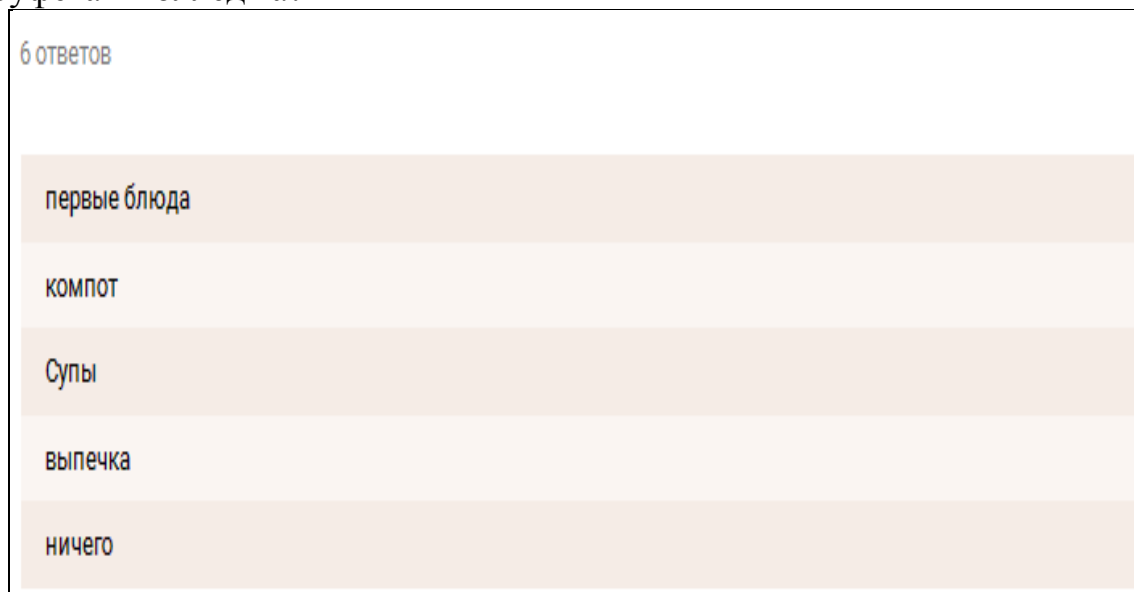 6 ответов
первые блюда
компот
Супы
выпечка
ничего